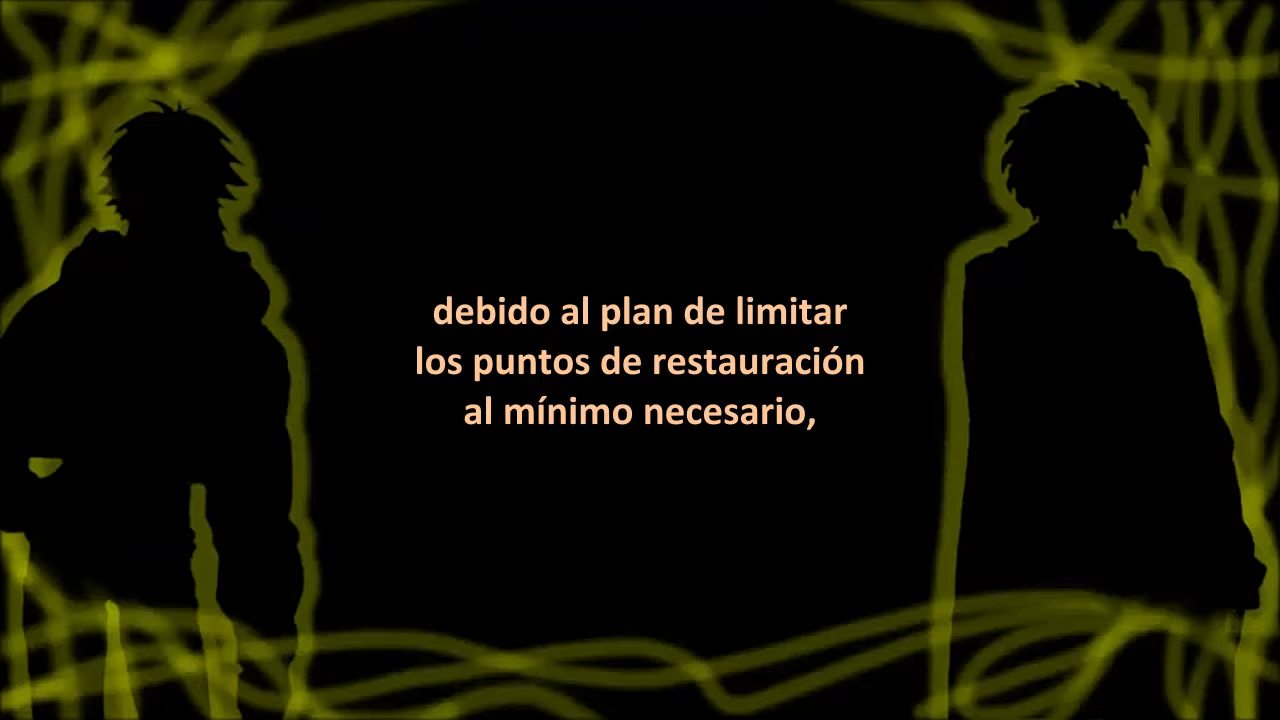 debido al plan de limitar
los puntos de restauración
al mínimo necesario,